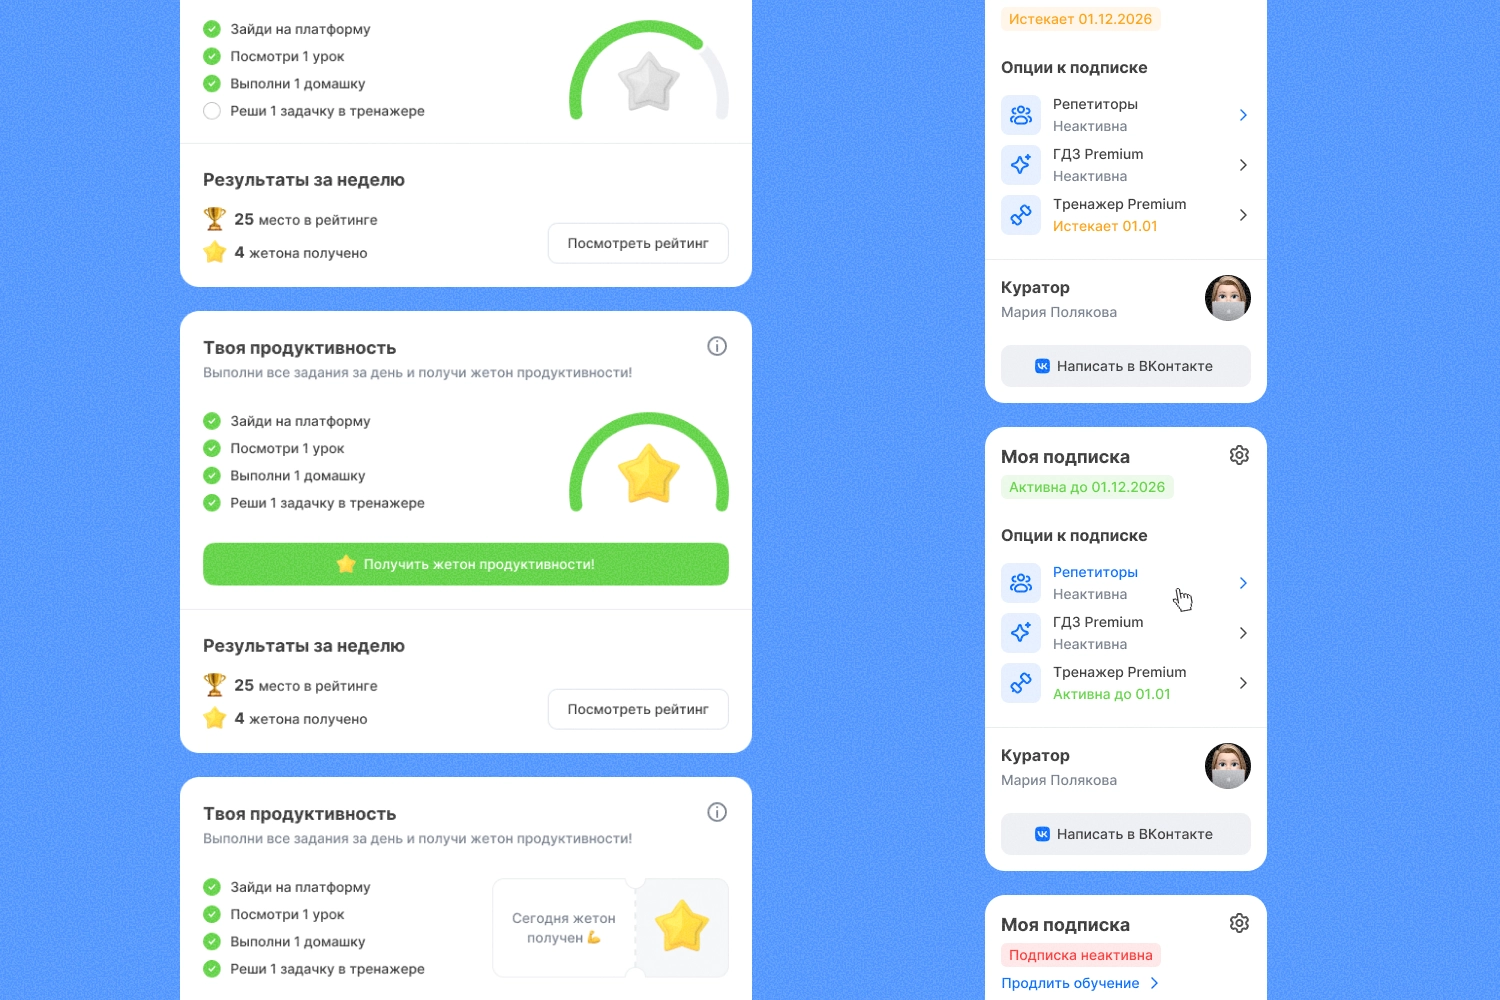 Зайди на платформу
Посмотри 1 урок
Выполни 1 домашку
Реши 1 задачку в тренажере
Результаты за неделю
25 место в рейтинге
4 жетона получено
Посмотреть рейтинг
Твоя продуктивность
Выполни все задания за день и получи жетон продуктивности!
Зайди на платформу
Посмотри 1 урок
Выполни 1 домашку
Реши 1 задачку в тренажере
Получить жетон продуктивности!
Результаты за неделю
25 место в рейтинге
4 жетона получено
Посмотреть рейтинг
Твоя продуктивность
Выполни все задания за день и получи жетон продуктивности!
Зайди на платформу
Посмотри 1 урок
Выполни 1 домашку
Реши 1 задачку в тренажере
Сегодня жетон
получен 💪
Истекает 01.12.2026
Опции к подписке
Репетиторы
Неактивна
ГДЗ Premium
Неактивна
Тренажер Premium
Истекает 01.01
Куратор
Мария Полякова
Написать в ВКонтакте
Моя подписка
Активна до 01.12.2026
Опции к подписке
Репетиторы
Неактивна
ГДЗ Premium
Неактивна
Тренажер Premium
Активна до 01.01
Куратор
Мария Полякова
Написать в ВКонтакте
Моя подписка
Подписка неактивна
Продлить обучение